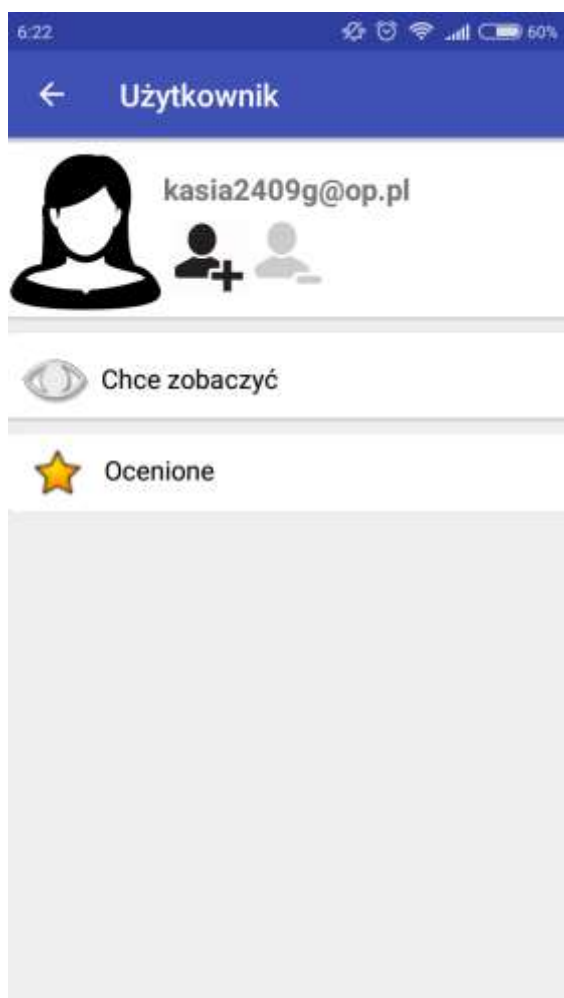 6:22 60%
Użytkownik
kasia2409g@op.pl
Chce zobaczyć
Ocenione